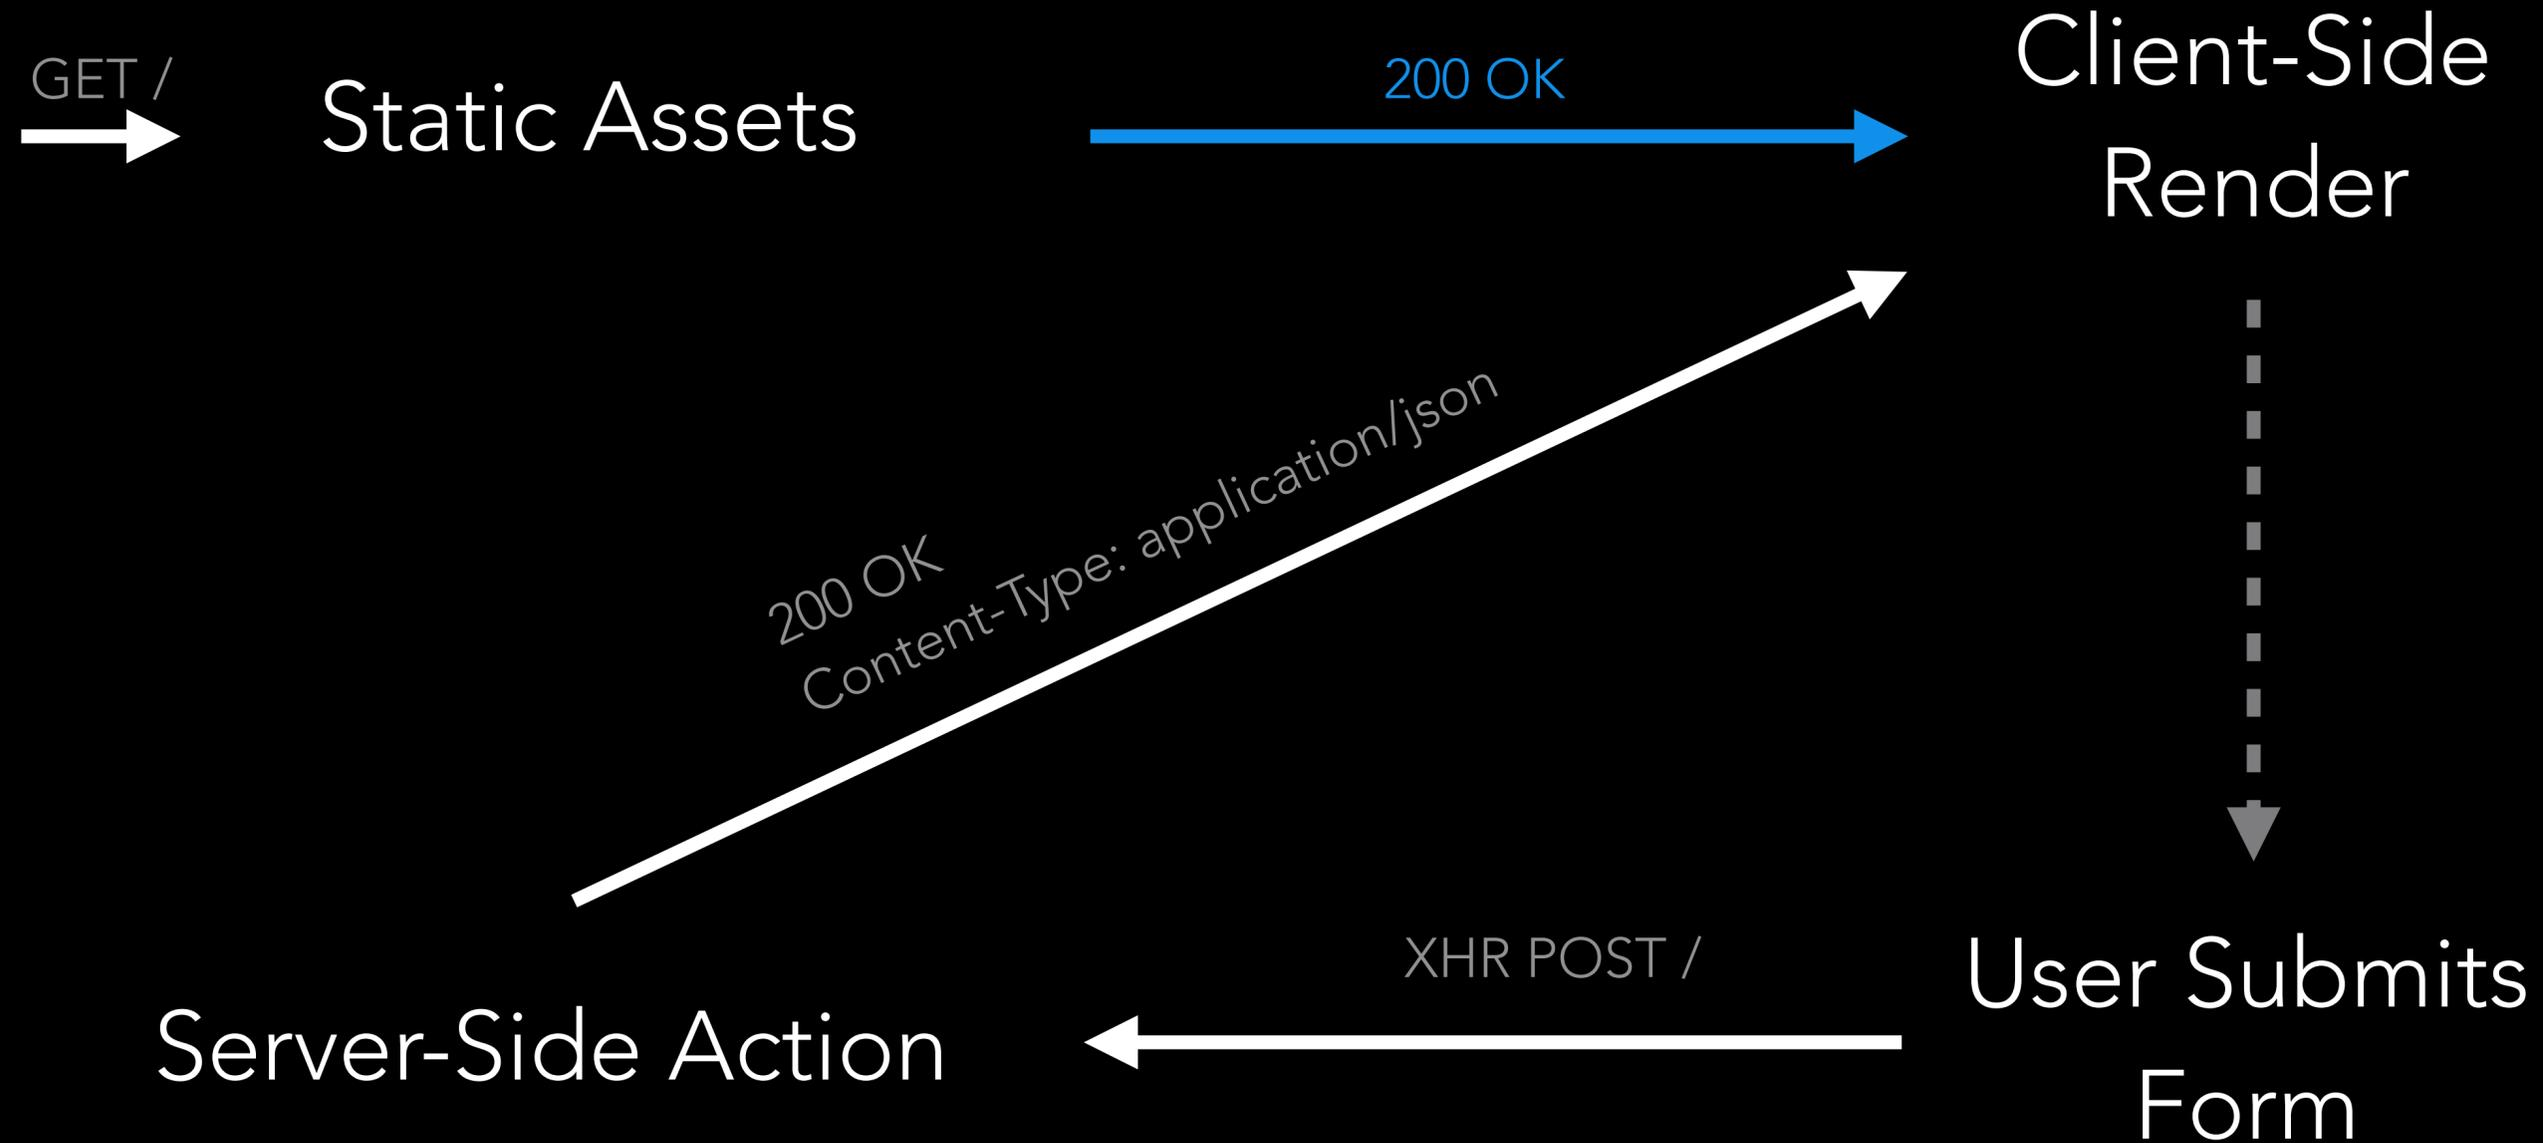 GET /
Static Assets
200 OK
Client-Side
Render
200 OK
Content-Type: application/json
XHR POST /
Server-Side Action
User Submits
Form